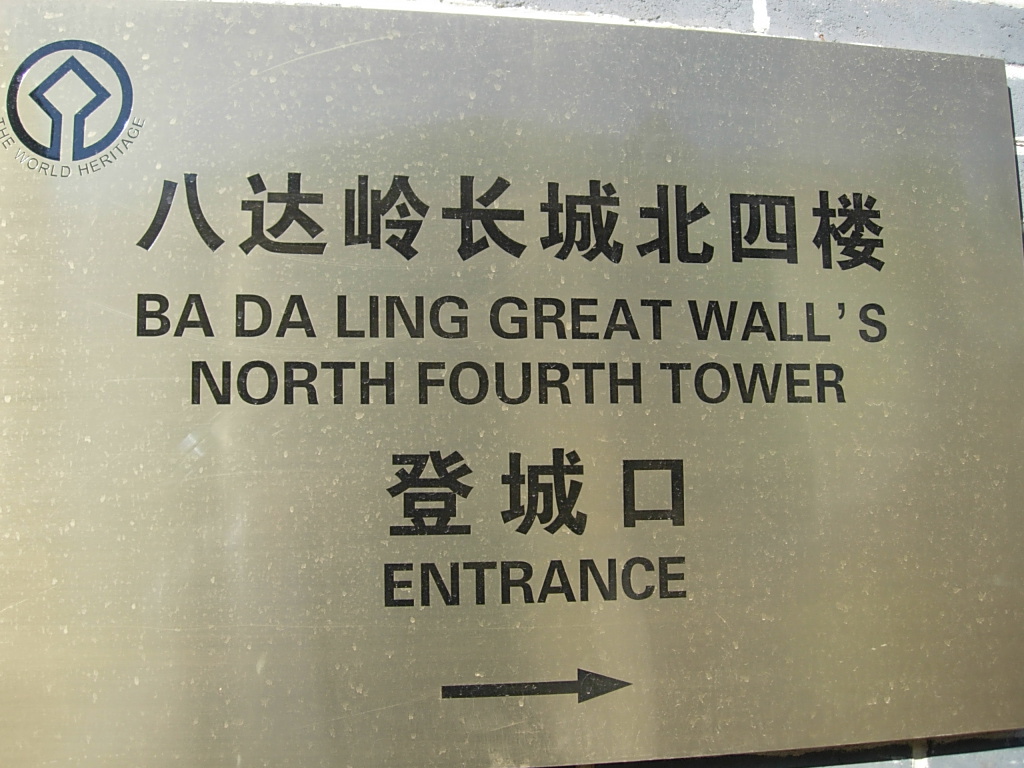 THE WORLD HERITAGE
八达岭长城北四楼
BA DA LING GREAT WALL'S
NORTH FOURTH TOWER
登城口
ENTRANCE